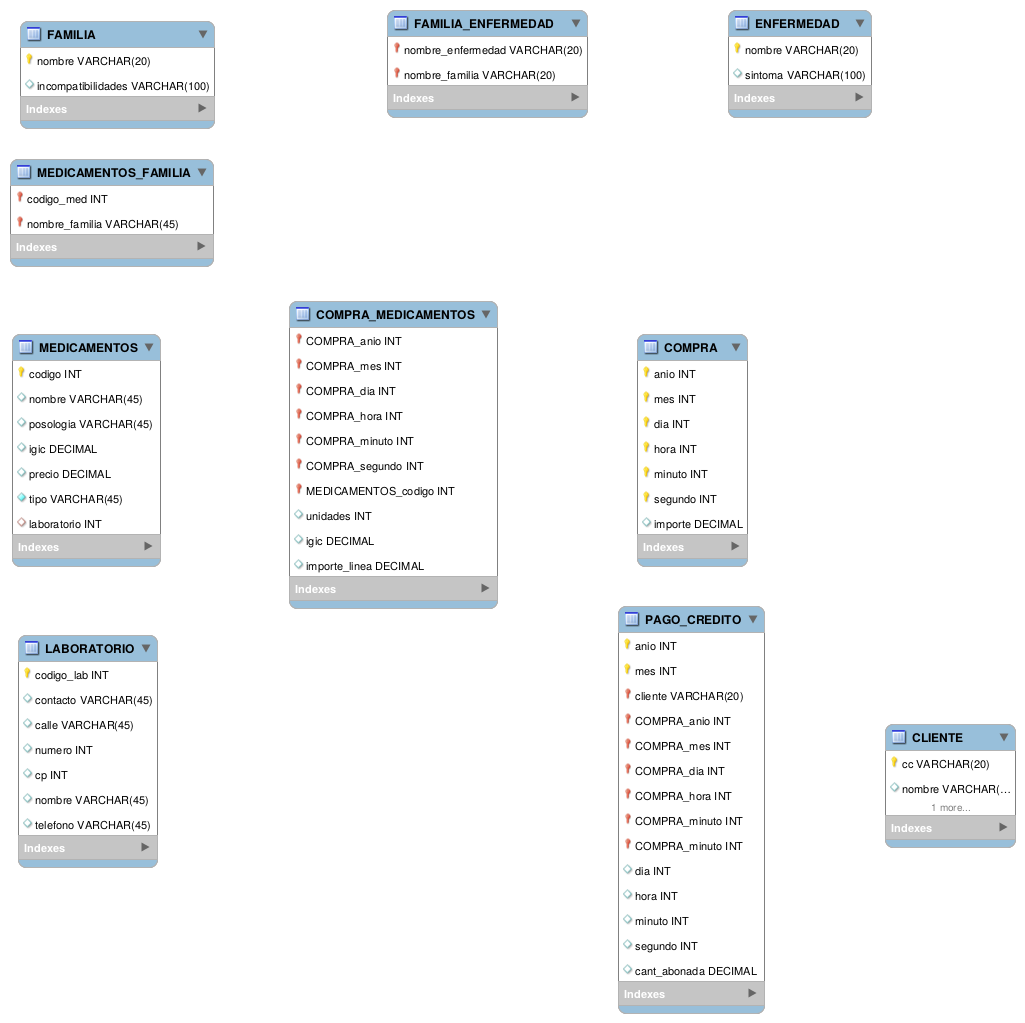 FAMILIA
nombre VARCHAR(20)
incompatibilidades VARCHAR(100)
Indexes
FAMILIA_ENFERMEDAD
nombre_enfermedad VARCHAR(20)
nombre_familia VARCHAR(20)
Indexes
ENFERMEDAD
nombre VARCHAR(20)
sintoma VARCHAR(100)
Indexes
MEDICAMENTOS_FAMILIA
codigo_med INT
nombre_familia VARCHAR(45)
Indexes
MEDICAMENTOS
codigo INT
nombre VARCHAR(45)
posologia VARCHAR(45)
igic DECIMAL
precio DECIMAL
tipo VARCHAR(45)
laboratorio INT
Indexes
COMPRA_MEDICAMENTOS
COMPRA_anio INT
COMPRA_mes INT
COMPRA_dia INT
COMPRA_hora INT
COMPRA_minuto INT
COMPRA_segundo INT
MEDICAMENTOS_codigo INT
unidades INT
igic DECIMAL
importe_linea DECIMAL
Indexes
COMPRA
anio INT
mes INT
dia INT
hora INT
minuto INT
segundo INT
importe DECIMAL
Indexes
LABORATORIO
codigo_lab INT
contacto VARCHAR(45)
calle VARCHAR(45)
numero INT
cp INT
nombre VARCHAR(45)
telefono VARCHAR(45)
Indexes
PAGO_CREDITO
anio INT
mes INT
cliente VARCHAR(20)
COMPRA_anio INT
COMPRA_mes INT
COMPRA_dia INT
COMPRA_hora INT
COMPRA_minuto INT
COMPRA_minuto INT
dia INT
hora INT
minuto INT
segundo INT
cant_abonada DECIMAL
Indexes
CLIENTE
cc VARCHAR(20)
nombre VARCHAR(...
1 more...
Indexes